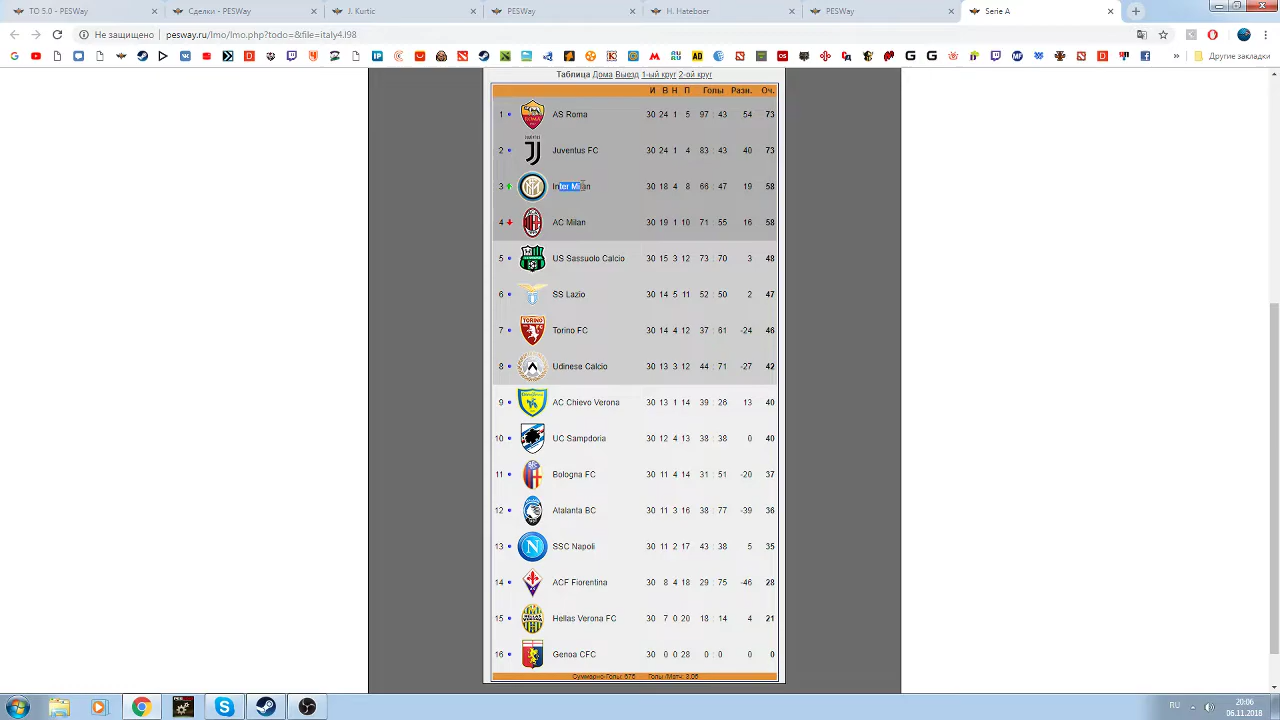 TO 5.0 - PESWay
Сделки - PESWay
J. Kurtic
PESWay
H. Hateboer
PESWay
Serie A
Не защищено
pesway.ru/lmo/lmo.php?todo=&file=italy4.l98
Другие закладки
Таблица Дома Выезд 1-ый круг 2-ой круг
И В Н П Голы Разн. Оч.
1 AS Roma 30 24 1 5 97 : 43 54 73
2 Juventus FC 30 24 1 4 83 : 43 40 73
3 Inter Milan 30 18 4 8 66 : 47 19 58
4 AC Milan 30 19 1 10 71 : 55 16 58
5 US Sassuolo Calcio 30 15 3 12 73 : 70 3 48
6 SS Lazio 30 14 5 11 52 : 50 2 47
7 Torino FC 30 14 4 12 37 : 61 -24 46
8 Udinese Calcio 30 13 3 12 44 : 71 -27 42
9 AC Chievo Verona 30 13 1 14 39 : 26 13 40
10 UC Sampdoria 30 12 4 13 38 : 38 0 40
11 Bologna FC 30 11 4 14 31 : 51 -20 37
12 Atalanta BC 30 11 3 16 38 : 77 -39 36
13 SSC Napoli 30 11 2 17 43 : 38 5 35
14 ACF Fiorentina 30 8 4 18 29 : 75 -46 28
15 Hellas Verona FC 30 7 0 20 18 : 14 4 21
16 Genoa CFC 30 0 0 28 0 : 0 0 0
RU
20:06
06.11.2018